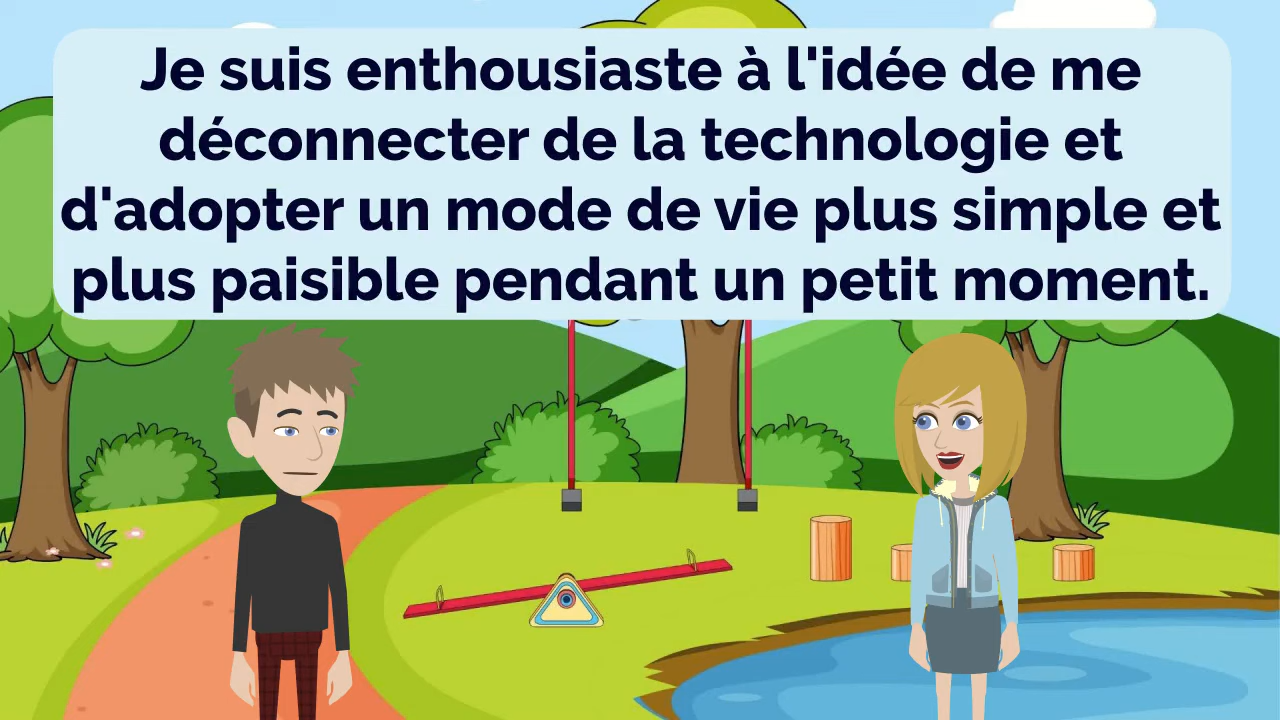 Je suis enthousiaste à l'idée de me
déconnecter de la technologie et
d'adopter un mode de vie plus simple et
plus paisible pendant un petit moment.